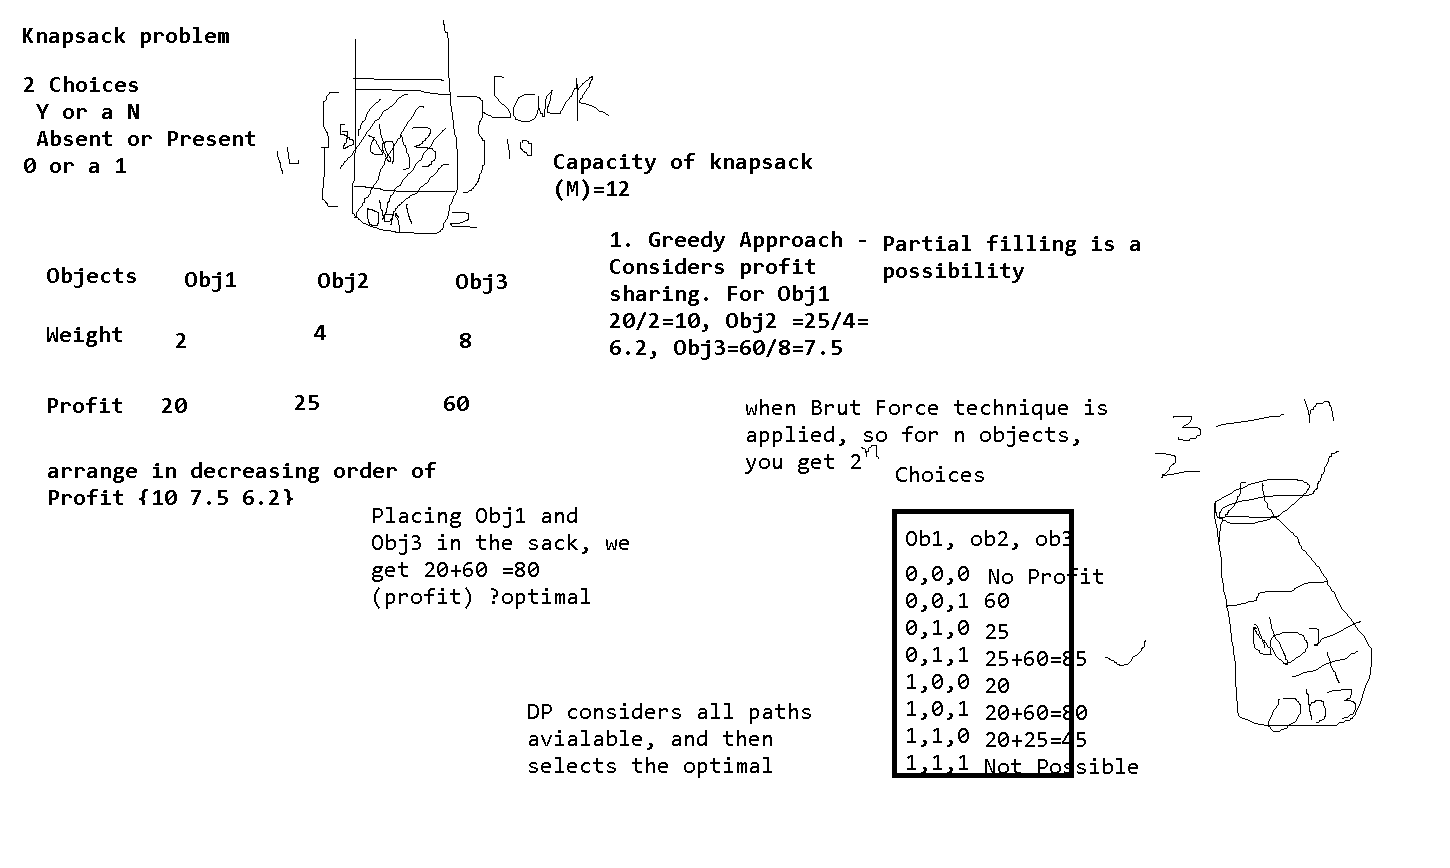 Knapsack problem
2 Choices
Y or a N
Absent or Present
0 or a 1
Sack
10
Capacity of knapsack
(M)=12
8
ob3
ob1
2
1. Greedy Approach -
Considers profit
sharing. For Obj1
20/2=10, Obj2 =25/4=
6.2, Obj3=60/8=7.5
Partial filling is a
possibility
Objects Obj1 Obj2 Obj3
Weight 2 4 8
Profit 20 25 60
arrange in decreasing order of
Profit {10 7.5 6.2}
Placing Obj1 and
Obj3 in the sack, we
get 20+60 =80
(profit) ?optimal
when Brut Force technique is
applied, so for n objects,
you get 2^n
Choices
3 — n
2
Ob1, ob2, ob3
0,0,0 No Profit
0,0,1 60
0,1,0 25
0,1,1 25+60=85
1,0,0 20
1,0,1 20+60=80
1,1,0 20+25=45
1,1,1 Not Possible
DP considers all paths
avialable, and then
selects the optimal
+
Ob3